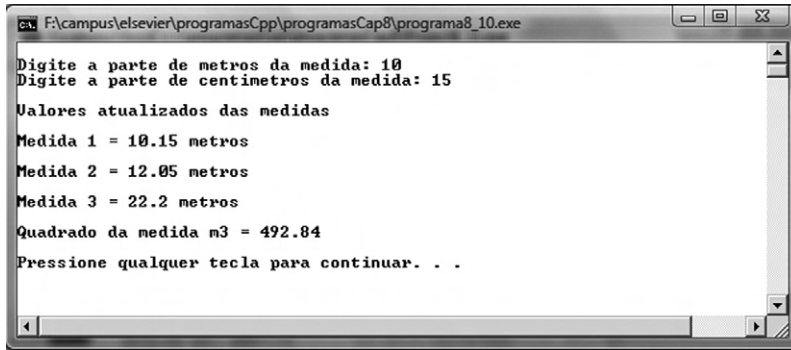 F:\campus\elsevier\programasCpp\programasCap8\programa8_10.exe
Digite a parte de metros da medida: 10
Digite a parte de centimetros da medida: 15
Valores atualizados das medidas
Medida 1 = 10.15 metros
Medida 2 = 12.05 metros
Medida 3 = 22.2 metros
Quadrado da medida m3 = 492.84
Pressione qualquer tecla para continuar. . .